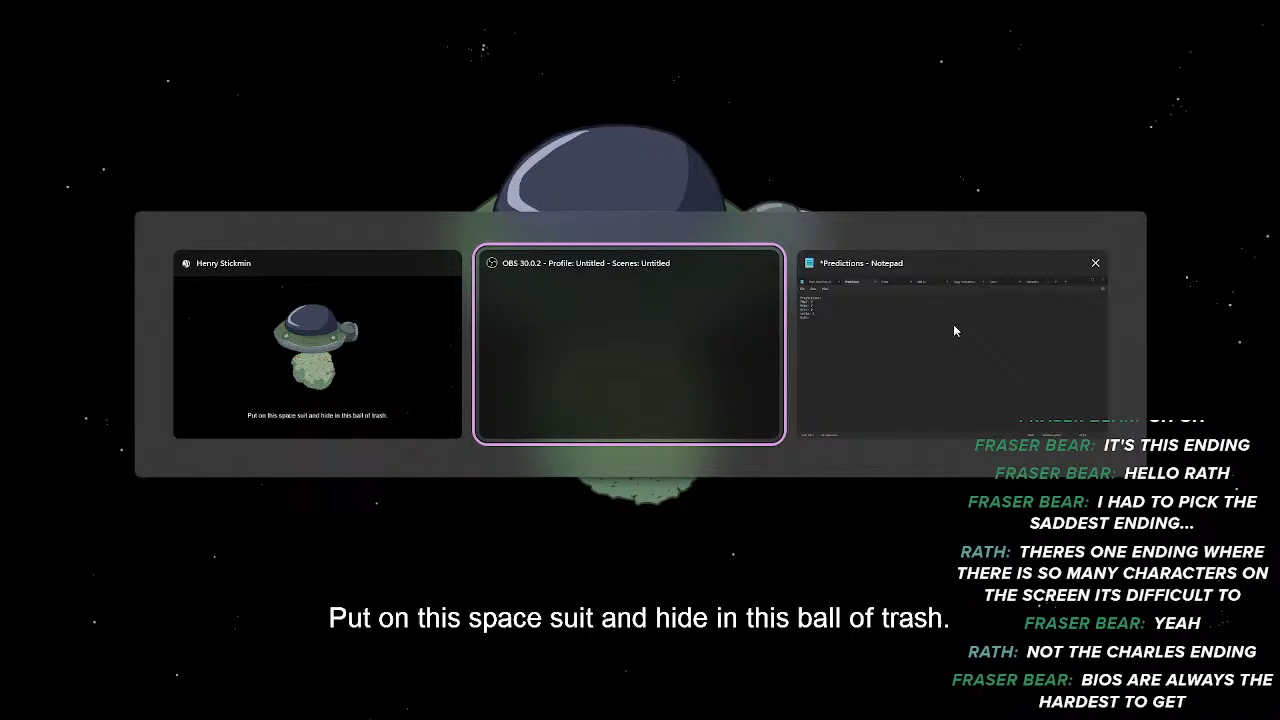 Henry Stickmin
OBS 30.0.2 - Profile: Untitled - Scenes: Untitled
*Predictions - Notepad
Put on this space suit and hide in this ball of trash.
FRASER BEAR: IT'S THIS ENDING
FRASER BEAR: HELLO RATH
FRASER BEAR: I HAD TO PICK THE
SADDEST ENDING...
RATH: THERES ONE ENDING WHERE
THERE IS SO MANY CHARACTERS ON
THE SCREEN ITS DIFFICULT TO
FRASER BEAR: YEAH
RATH: NOT THE CHARLES ENDING
FRASER BEAR: BIOS ARE ALWAYS THE
HARDEST TO GET
Put on this space suit and hide in this ball of trash.